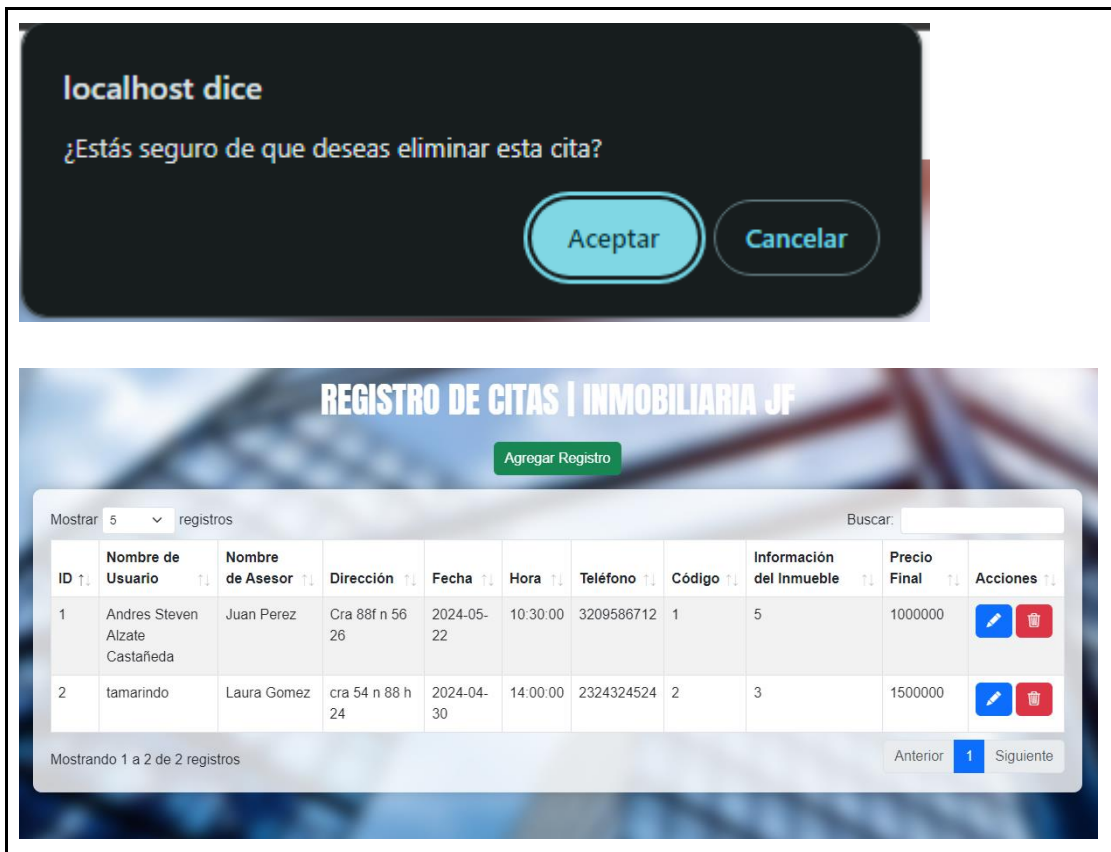 localhost dice
¿Estás seguro de que deseas eliminar esta cita?
Aceptar Cancelar
REGISTRO DE CITAS | INMOBILIARIA JF
Agregar Registro
Mostrar 5 registros Buscar:
ID Nombre de Usuario Nombre de Asesor Dirección Fecha Hora Teléfono Código Información del Inmueble Precio Final Acciones
1 Andres Steven Alzate Castañeda Juan Perez Cra 88f n 56 26 2024-05-22 10:30:00 3209586712 1 5 1000000
2 tamarindo Laura Gomez cra 54 n 88 h 24 2024-04-30 14:00:00 2324324524 2 3 1500000
Mostrando 1 a 2 de 2 registros Anterior 1 Siguiente